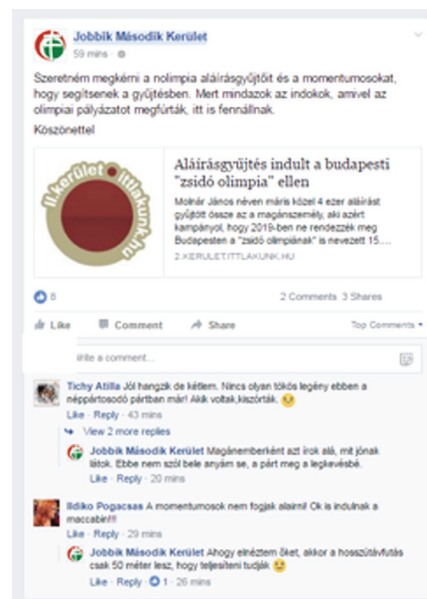 Jobbik Második Kerület
59 mins ·
Szeretném megkérni a nolimpia aláírásgyűjtőit és a momentumosokat,
hogy segítsenek a gyűjtésben. Mert mindazok az indokok, amivel az
olimpiai pályázatot megfúrták, itt is fennállnak.
Köszönettel
II.kerület ittlakunk.hu
Aláírásgyűjtés indult a budapesti
"zsidó olimpia" ellen
Molnár János néven máris közel 4 ezer aláírást
gyűjtött össze az a magánszemély, aki azért
kampányol, hogy 2019-ben ne rendezzék meg
Budapesten a "zsidó olimpiának" is nevezett 15....
2.KERULET.ITTLAKUNK.HU
8
2 Comments 3 Shares
Like Comment Share Top Comments
Write a comment...
Tichy Atilla Jól hangzik de kétlem. Nincs olyan tökös legény ebben a
néppártosodó pártban már! Akik voltak,kiszórták.
Like · Reply · 43 mins
View 2 more replies
Jobbik Második Kerület Magánemberként azt írok alá, mit jónak
látok. Ebbe nem szól bele anyám se, a párt meg a legkevésbé.
Like · Reply · 20 mins
Ildiko Pogacsas A momentumosok nem fogjak alairni! Ok is indulnak a
maccabin!!!
Like · Reply · 29 mins
Jobbik Második Kerület Ahogy elnéztem őket, akkor a hosszútávfutás
csak 50 méter lesz, hogy teljesíteni tudják
Like · Reply · 1 · 26 mins